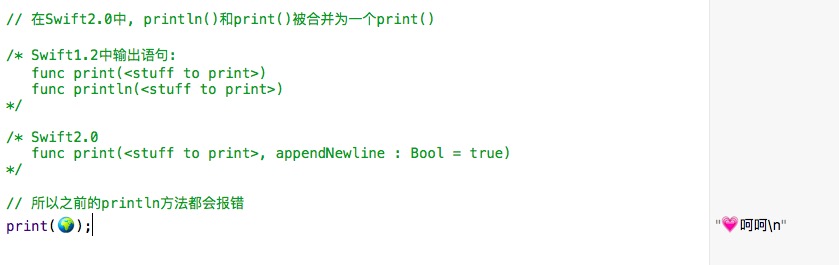 // 在Swift2.0中, println()和print()被合并为一个print()
/* Swift1.2中输出语句:
func print(<stuff to print>)
func println(<stuff to print>)
*/
/* Swift2.0
func print(<stuff to print>, appendNewline : Bool = true)
*/
// 所以之前的println方法都会报错
print(🌍);
"💗呵呵\n"